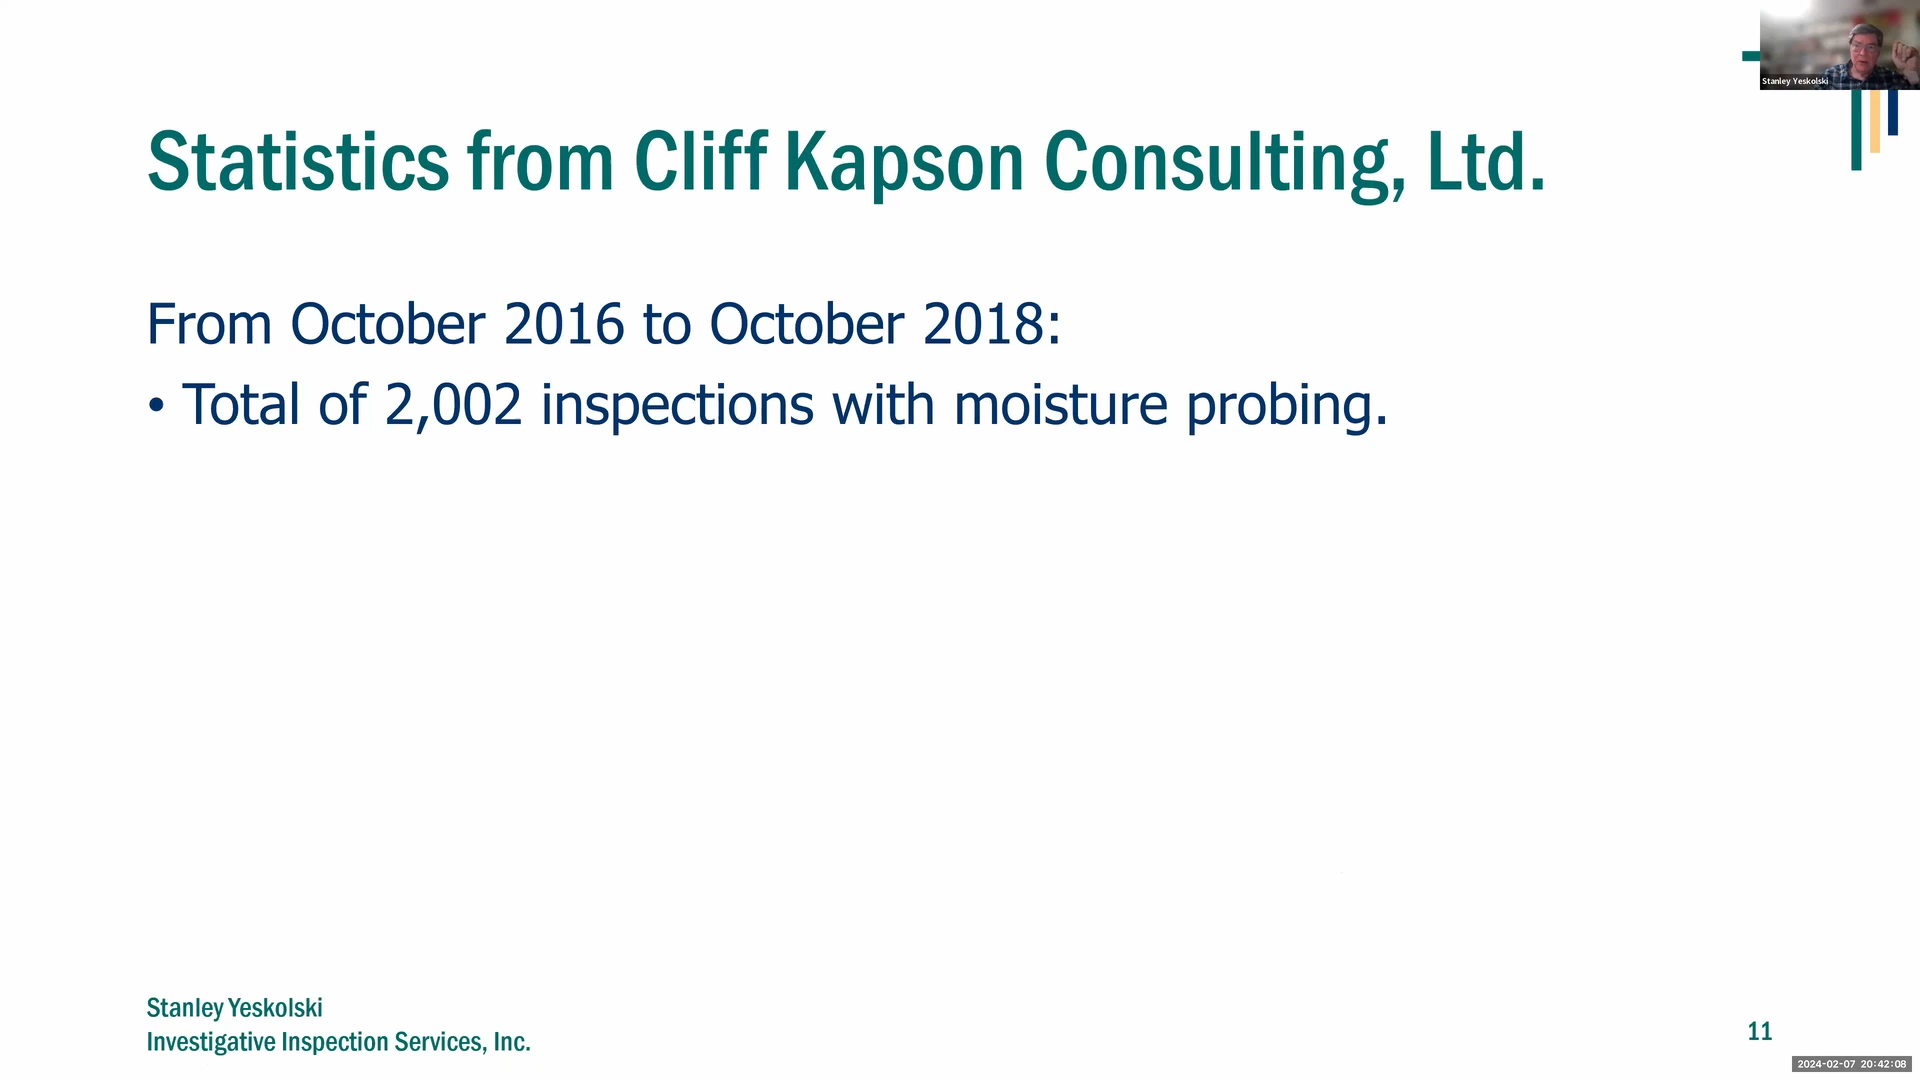 Stanley Yeskolski
Statistics from Cliff Kapson Consulting, Ltd.
From October 2016 to October 2018:
• Total of 2,002 inspections with moisture probing.
Stanley Yeskolski
Investigative Inspection Services, Inc.
11
2024-02-07 20:42:08